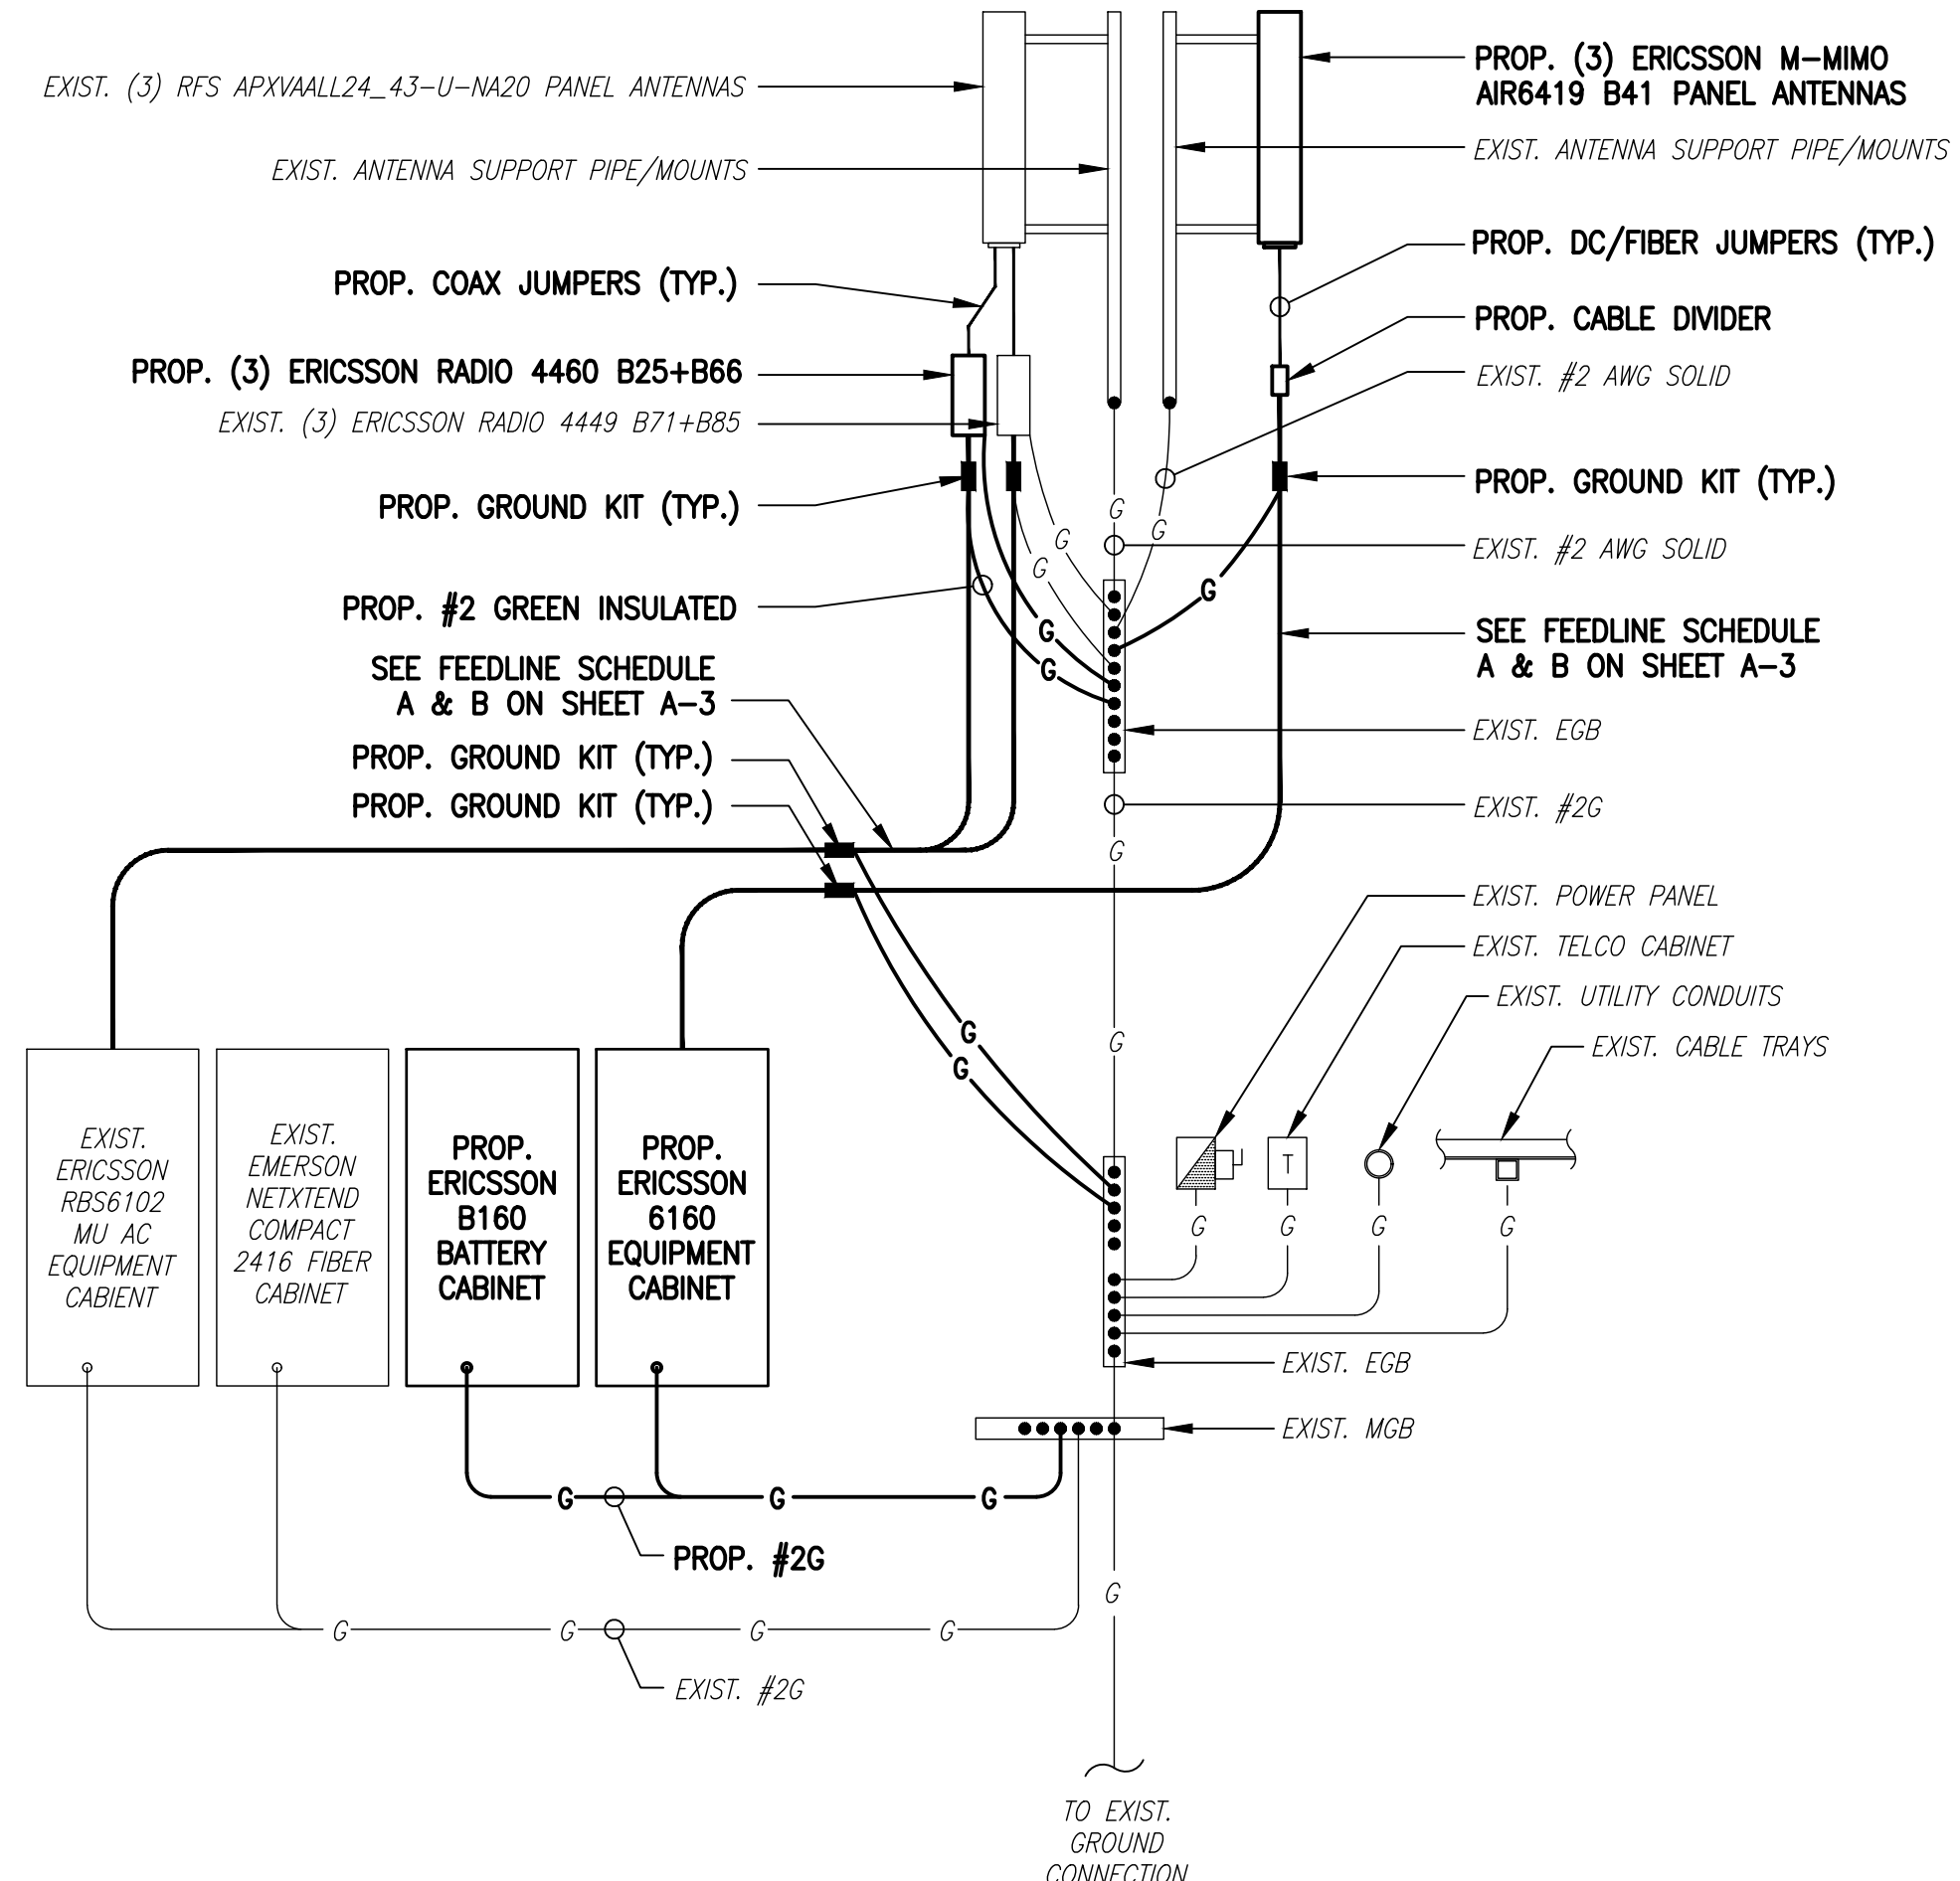 EXIST. (3) RFS APXVAALL24_43-U-NA20 PANEL ANTENNAS
EXIST. ANTENNA SUPPORT PIPE/MOUNTS
PROP. COAX JUMPERS (TYP.)
PROP. (3) ERICSSON RADIO 4460 B25+B66
EXIST. (3) ERICSSON RADIO 4449 B71+B85
PROP. GROUND KIT (TYP.)
PROP. #2 GREEN INSULATED
SEE FEEDLINE SCHEDULE
A & B ON SHEET A-3
PROP. GROUND KIT (TYP.)
PROP. GROUND KIT (TYP.)
PROP. (3) ERICSSON M-MIMO
AIR6419 B41 PANEL ANTENNAS
EXIST. ANTENNA SUPPORT PIPE/MOUNTS
PROP. DC/FIBER JUMPERS (TYP.)
PROP. CABLE DIVIDER
EXIST. #2 AWG SOLID
PROP. GROUND KIT (TYP.)
EXIST. #2 AWG SOLID
SEE FEEDLINE SCHEDULE
A & B ON SHEET A-3
EXIST. EGB
EXIST. #2G
EXIST. POWER PANEL
EXIST. TELCO CABINET
EXIST. UTILITY CONDUITS
EXIST. CABLE TRAYS
G
G
G
G
G
G
G
G
G
G
G
T
G
G
G
G
EXIST.
ERICSSON
RBS6102
MU AC
EQUIPMENT
CABIENT
EXIST.
EMERSON
NETXTEND
COMPACT
2416 FIBER
CABINET
PROP.
ERICSSON
B160
BATTERY
CABINET
PROP.
ERICSSON
6160
EQUIPMENT
CABINET
EXIST. EGB
EXIST. MGB
G
G
G
PROP. #2G
G
G
G
G
G
EXIST. #2G
TO EXIST.
GROUND
CONNECTION